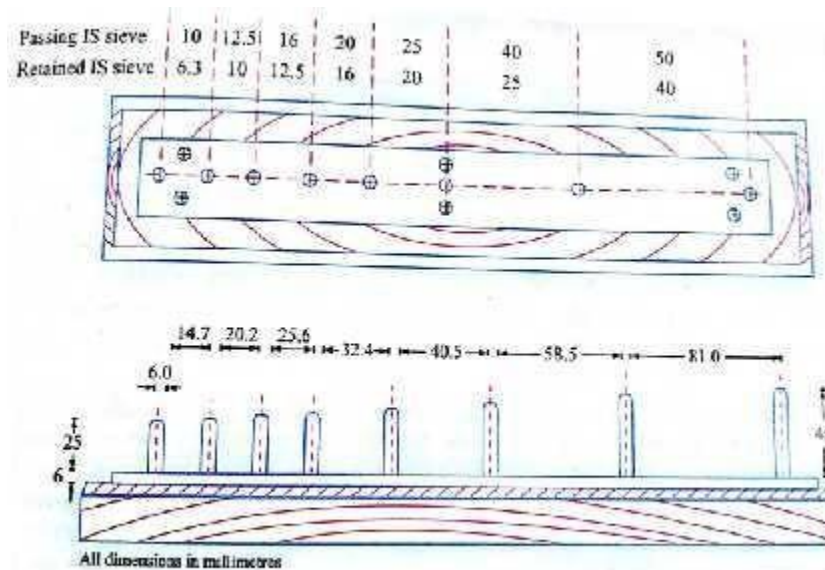 Passing IS sieve 10 12.5 16 20 25 40 50
Retained IS sieve 6.3 10 12.5 16 20 25 40
14.7 20.2 25.6 32.4 40.5 58.5 81.0
6.0
25
6
All dimensions in millimetres